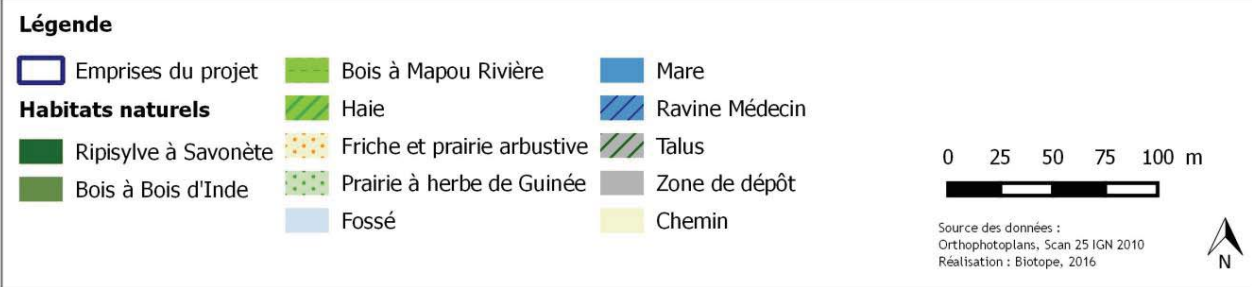 Légende
Emprises du projet
Habitats naturels
Ripisylve à Savonète
Bois à Bois d'Inde
Bois à Mapou Rivière
Haie
Friche et prairie arbustive
Prairie à herbe de Guinée
Fossé
Mare
Ravine Médecin
Talus
Zone de dépôt
Chemin
0 25 50 75 100 m
Source des données :
Orthophotoplans, Scan 25 IGN 2010
Réalisation : Biotope, 2016
N